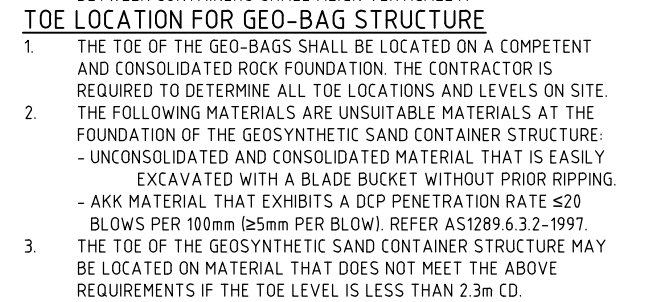 TOE LOCATION FOR GEO-BAG STRUCTURE
1. THE TOE OF THE GEO-BAGS SHALL BE LOCATED ON A COMPETENT
AND CONSOLIDATED ROCK FOUNDATION. THE CONTRACTOR IS
REQUIRED TO DETERMINE ALL TOE LOCATIONS AND LEVELS ON SITE.
2. THE FOLLOWING MATERIALS ARE UNSUITABLE MATERIALS AT THE
FOUNDATION OF THE GEOSYNTHETIC SAND CONTAINER STRUCTURE:
- UNCONSOLIDATED AND CONSOLIDATED MATERIAL THAT IS EASILY
EXCAVATED WITH A BLADE BUCKET WITHOUT PRIOR RIPPING.
- AKK MATERIAL THAT EXHIBITS A DCP PENETRATION RATE ≤20
BLOWS PER 100mm (≥5mm PER BLOW). REFER AS1289.6.3.2-1997.
3. THE TOE OF THE GEOSYNTHETIC SAND CONTAINER STRUCTURE MAY
BE LOCATED ON MATERIAL THAT DOES NOT MEET THE ABOVE
REQUIREMENTS IF THE TOE LEVEL IS LESS THAN 2.3m CD.